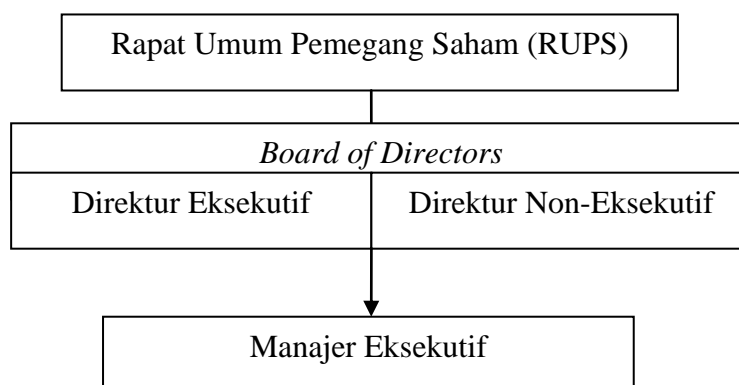 Rapat Umum Pemegang Saham (RUPS)
Board of Directors
Direktur Eksekutif
Direktur Non-Eksekutif
Manajer Eksekutif